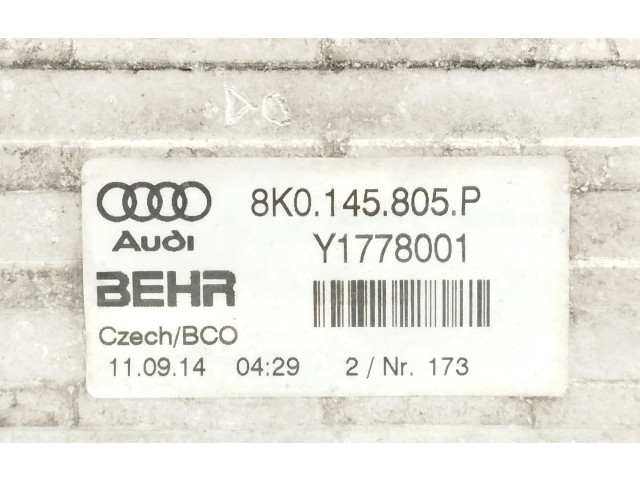 8K0.145.805.P
Audi
Y1778001
BEHR
Czech/BCO
11.09.14 04:29 2 / Nr. 173